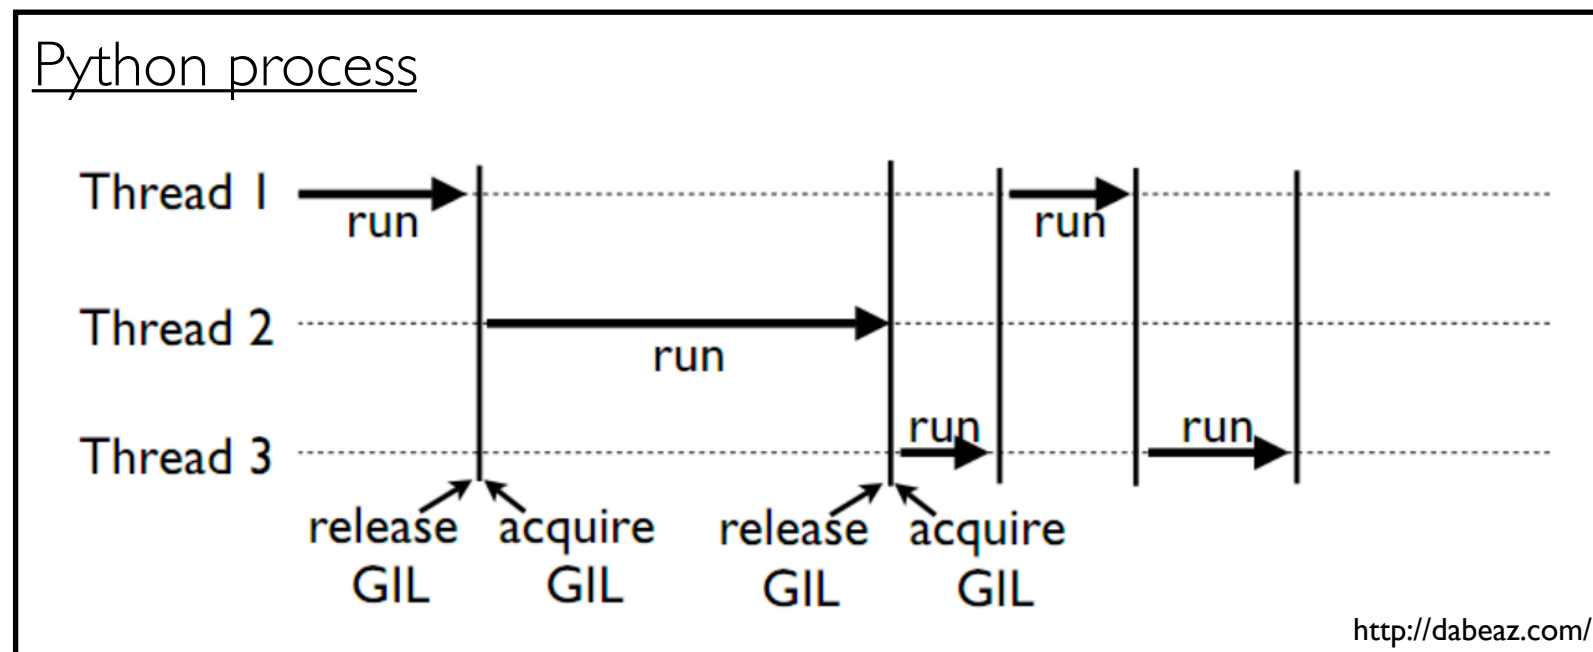 Python process
Thread 1
run
run
Thread 2
run
Thread 3
run
run
release GIL
acquire GIL
release GIL
acquire GIL
http://dabeaz.com/